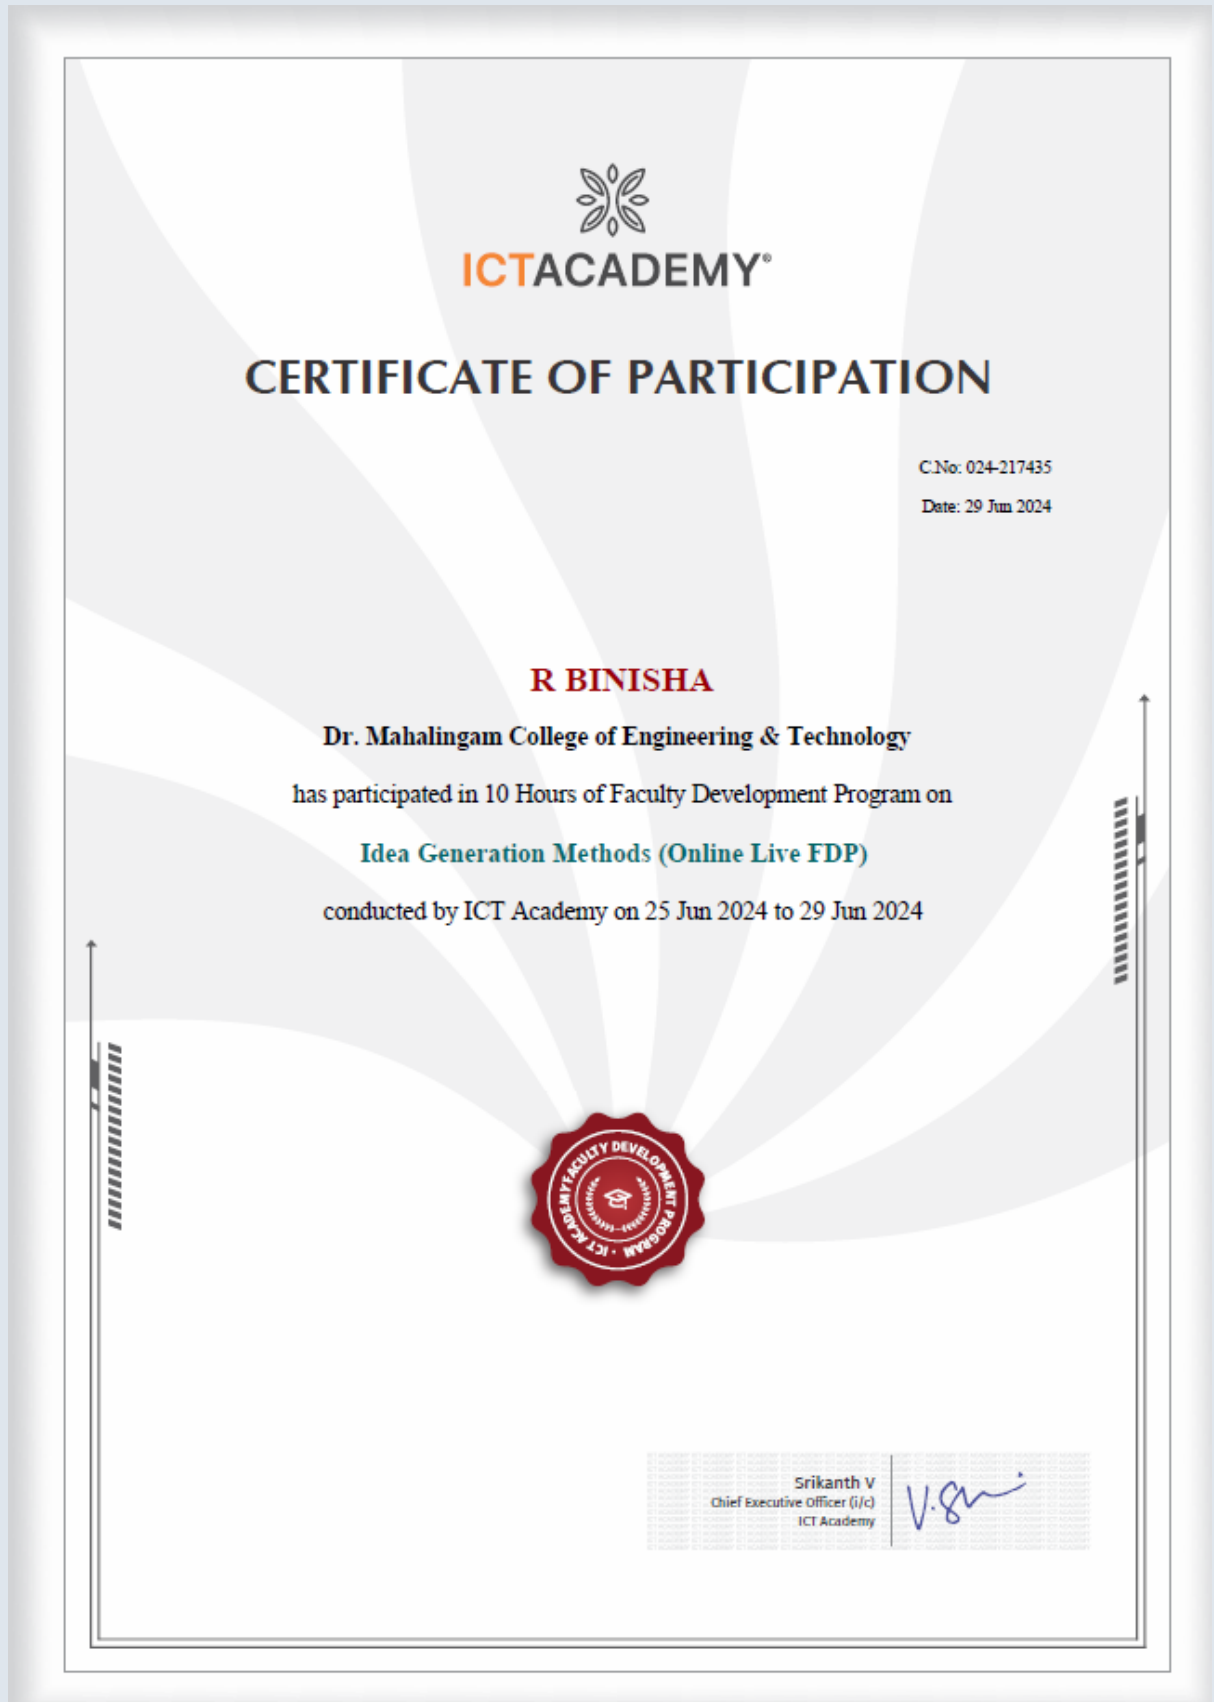 ICTACADEMY®
CERTIFICATE OF PARTICIPATION
C.No: 024-217435
Date: 29 Jun 2024
R BINISHA
Dr. Mahalingam College of Engineering & Technology
has participated in 10 Hours of Faculty Development Program on
Idea Generation Methods (Online Live FDP)
conducted by ICT Academy on 25 Jun 2024 to 29 Jun 2024
ICT ACADEMY FACULTY DEVELOPMENT PROGRAM •
Srikanth V
Chief Executive Officer (i/c)
ICT Academy
V.S